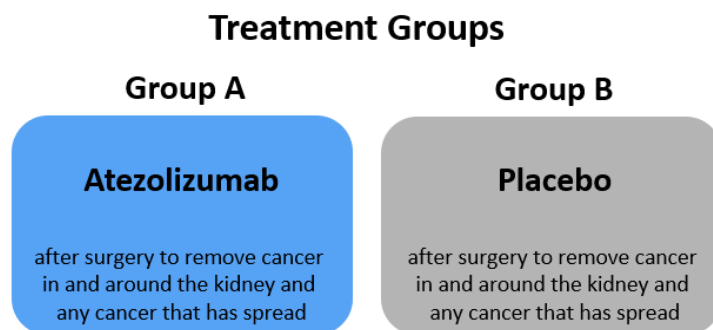 Treatment Groups
Group A
Group B
Atezolizumab
Placebo
after surgery to remove cancer
in and around the kidney and
any cancer that has spread
after surgery to remove cancer
in and around the kidney and
any cancer that has spread